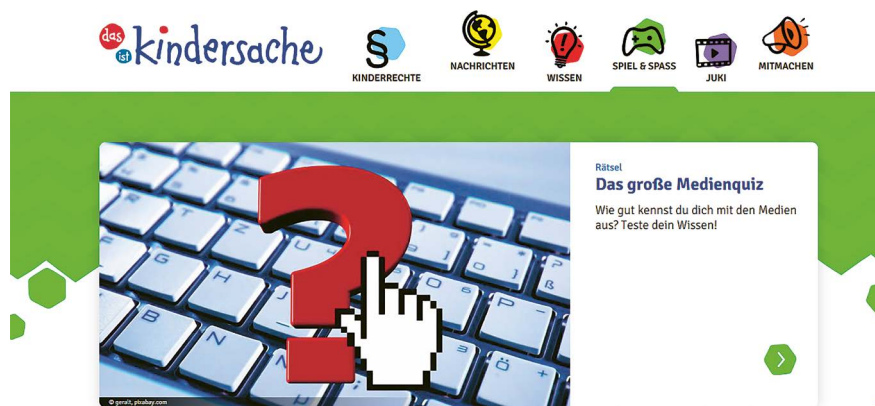 das ist kindersache
§
KINDERRECHTE
NACHRICHTEN
WISSEN
SPIEL & SPASS
JUKI
MITMACHEN
Rätsel
Das große Medienquiz
Wie gut kennst du dich mit den Medien
aus? Teste dein Wissen!
?
R T Z U
G H J
B N N
O P
Ö +
ß ?
© geralt, pixabay.com